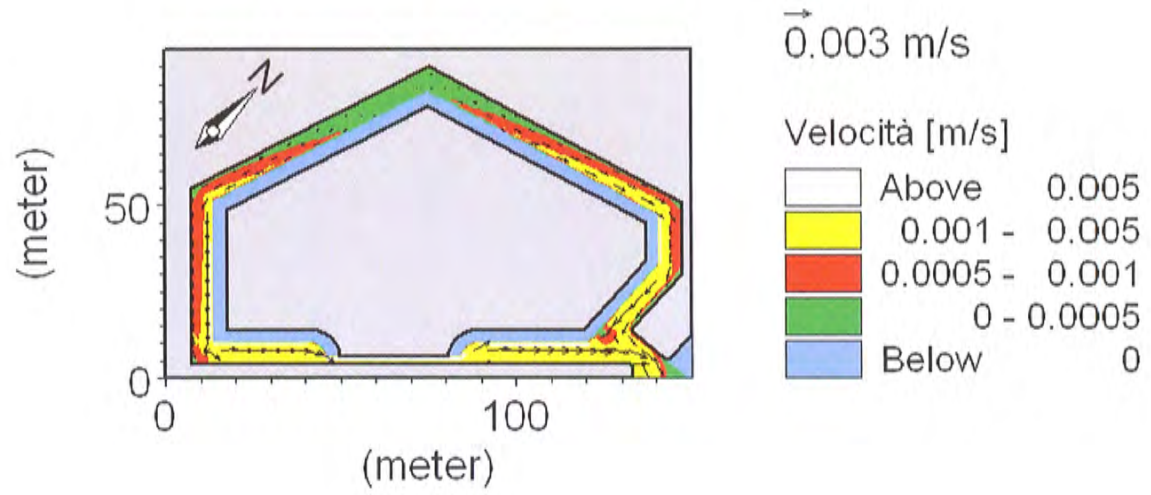 0.003 m/s
N
Velocità [m/s]
Above 0.005
0.001 - 0.005
0.0005 - 0.001
0 - 0.0005
Below 0
(meter)
50
0
0 100
(meter)